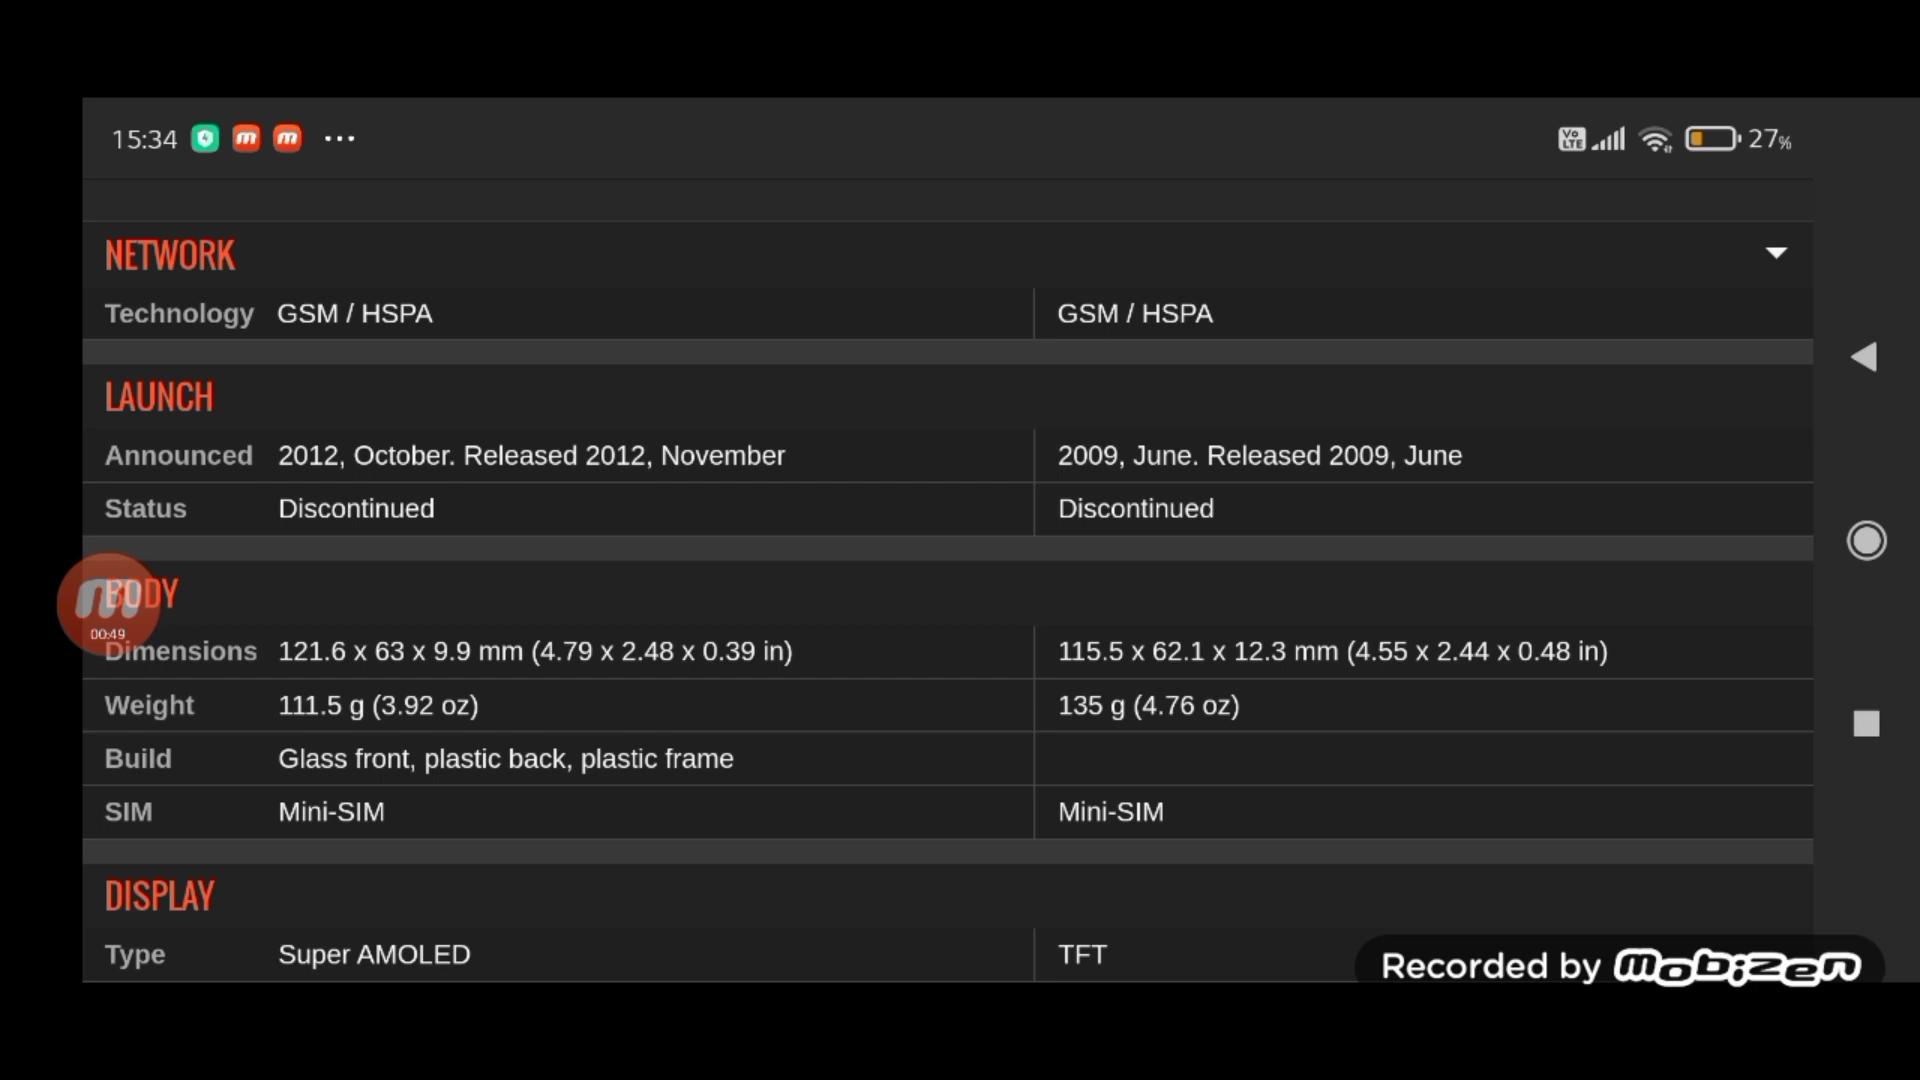 15:34 27%
NETWORK
Technology GSM / HSPA GSM / HSPA
LAUNCH
Announced 2012, October. Released 2012, November 2009, June. Released 2009, June
Status Discontinued Discontinued
BODY
00:49
Dimensions 121.6 x 63 x 9.9 mm (4.79 x 2.48 x 0.39 in) 115.5 x 62.1 x 12.3 mm (4.55 x 2.44 x 0.48 in)
Weight 111.5 g (3.92 oz) 135 g (4.76 oz)
Build Glass front, plastic back, plastic frame
SIM Mini-SIM Mini-SIM
DISPLAY
Type Super AMOLED TFT
Recorded by mobizen